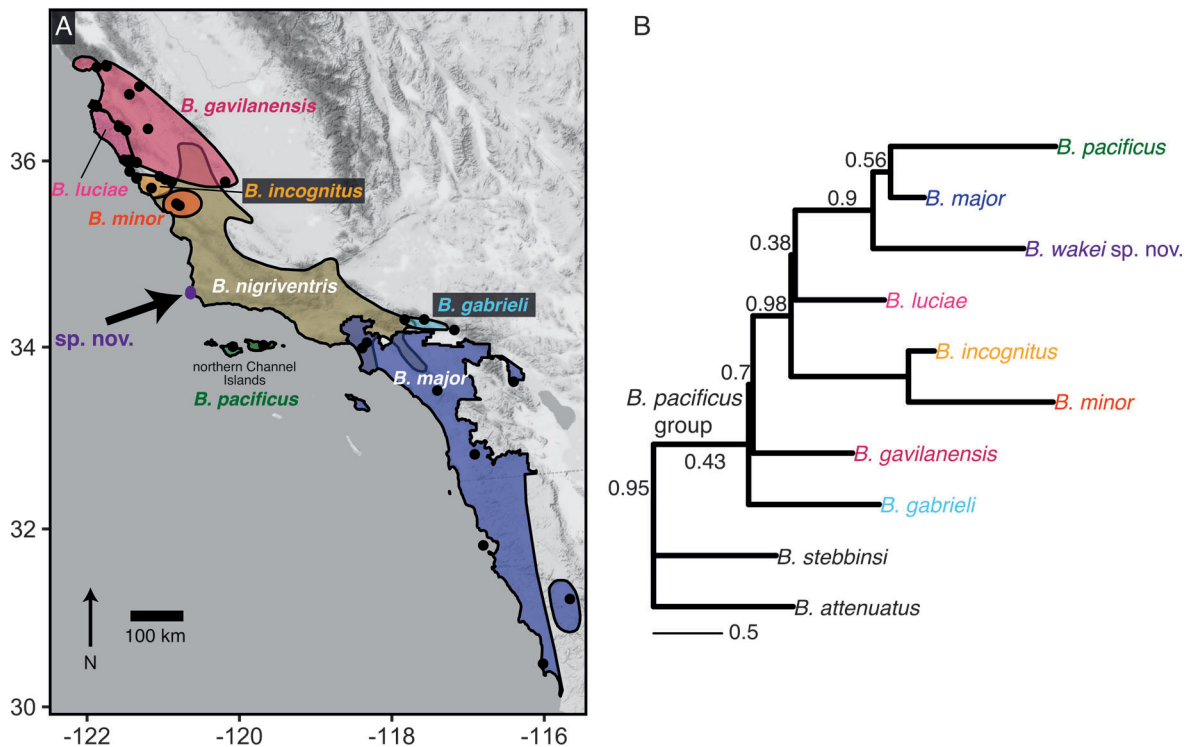 A
B. gavilanensis
36
B. luciae
B. incognitus
B. minor
B. nigriventris
B. gabrieli
sp. nov.
34
northern Channel
Islands
B. pacificus
B. major
32
N
100 km
30
-122
-120
-118
-116
B
0.56
B. pacificus
0.9
B. major
0.38
B. wakei sp. nov.
0.98
B. luciae
B. incognitus
0.7
B. minor
B. pacificus
group
0.43
B. gavilanensis
0.95
B. gabrieli
B. stebbinsi
B. attenuatus
0.5